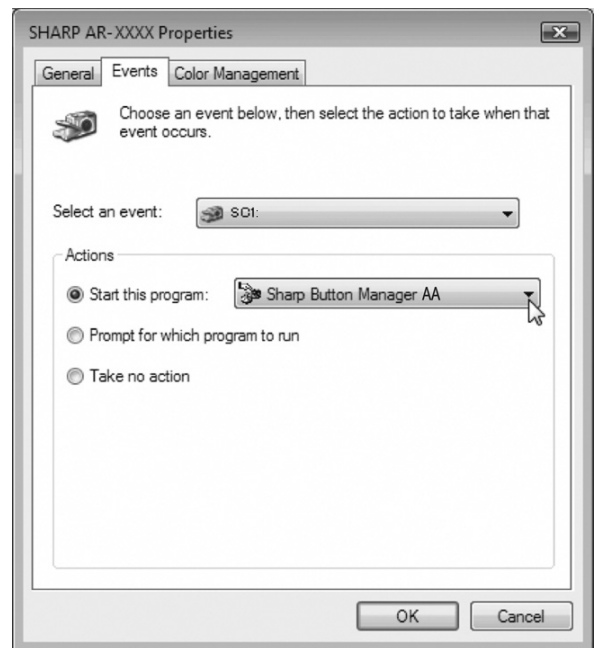 SHARP AR-XXXX Properties
General Events Color Management
Choose an event below, then select the action to take when that
event occurs.
Select an event: SC1:
Actions
Start this program: Sharp Button Manager AA
Prompt for which program to run
Take no action
OK Cancel